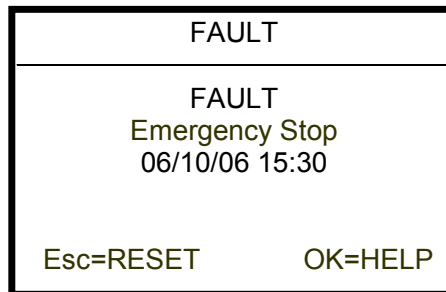 FAULT
FAULT
Emergency Stop
06/10/06 15:30
Esc=RESET OK=HELP